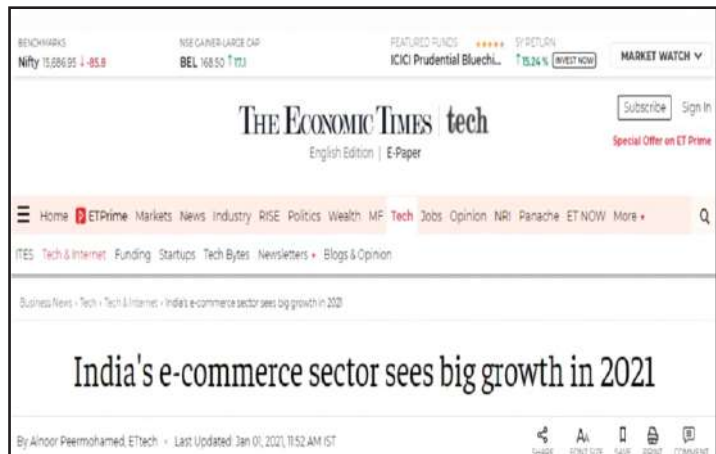 BENCHMARKS NSE GAINER-LARGE CAP FEATURED FUNDS ★★★★★ 5Y RETURN
Nifty 15,686.95 ↓ -85.8 BEL 168.50 ↑ 17.1 ICICI Prudential Bluechi... ↑ 15.24 % INVEST NOW MARKET WATCH
THE ECONOMIC TIMES | tech
Subscribe Sign In
English Edition | E-Paper
Special Offer on ET Prime
Home ETPrime Markets News Industry RISE Politics Wealth MF Tech Jobs Opinion NRI Panache ET NOW More
ITES Tech & Internet Funding Startups Tech Bytes Newsletters Blogs & Opinion
Business News › Tech › Tech & Internet › India's e-commerce sector sees big growth in 2021
India's e-commerce sector sees big growth in 2021
By Alnoor Peermohamed, ETtech • Last Updated: Jan 01, 2021, 11:52 AM IST
SHARE FONT SIZE SAVE PRINT COMMENT